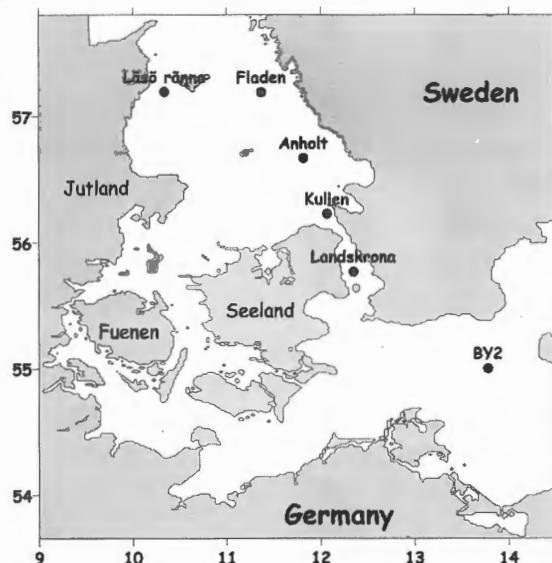 Läsö ränna
Fladen
57
Sweden
Anholt
Jutland
Kullen
56
Landskrona
Seeland
Fuenen
BY2
55
54
Germany
9 10 11 12 13 14